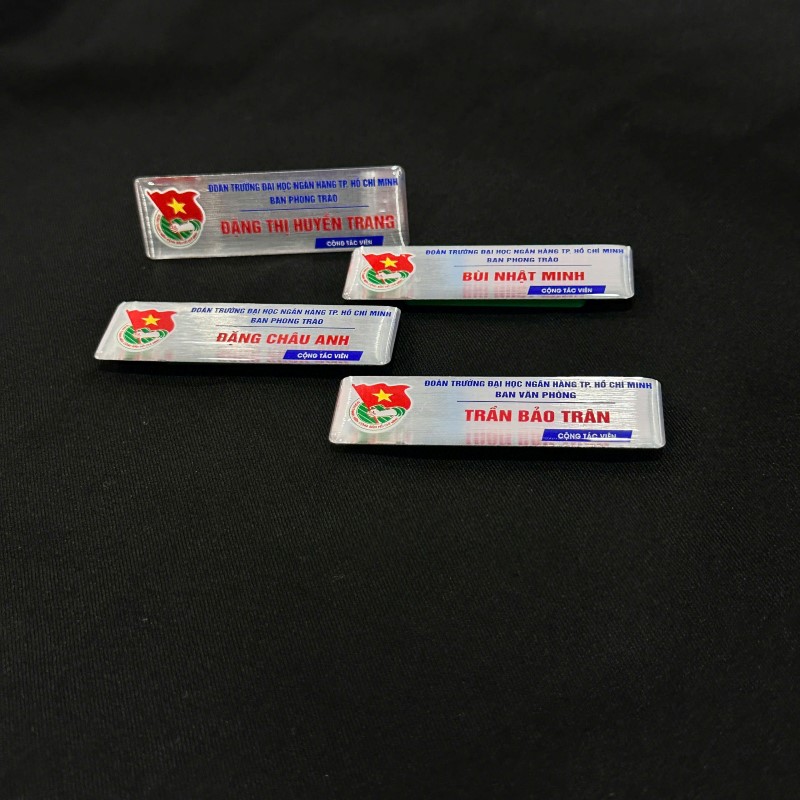 ĐOÀN TRƯỜNG ĐẠI HỌC NGÂN HÀNG TP. HỒ CHÍ MINH
BAN PHONG TRÀO
ĐẶNG THỊ HUYỀN TRANG
CỘNG TÁC VIÊN
ĐOÀN TRƯỜNG ĐẠI HỌC NGÂN HÀNG TP. HỒ CHÍ MINH
BAN PHONG TRÀO
BÙI NHẬT MINH
CỘNG TÁC VIÊN
ĐOÀN TRƯỜNG ĐẠI HỌC NGÂN HÀNG TP. HỒ CHÍ MINH
BAN PHONG TRÀO
ĐẶNG CHÂU ANH
CỘNG TÁC VIÊN
ĐOÀN TRƯỜNG ĐẠI HỌC NGÂN HÀNG TP. HỒ CHÍ MINH
BAN VĂN PHÒNG
TRẦN BẢO TRÂN
CỘNG TÁC VIÊN